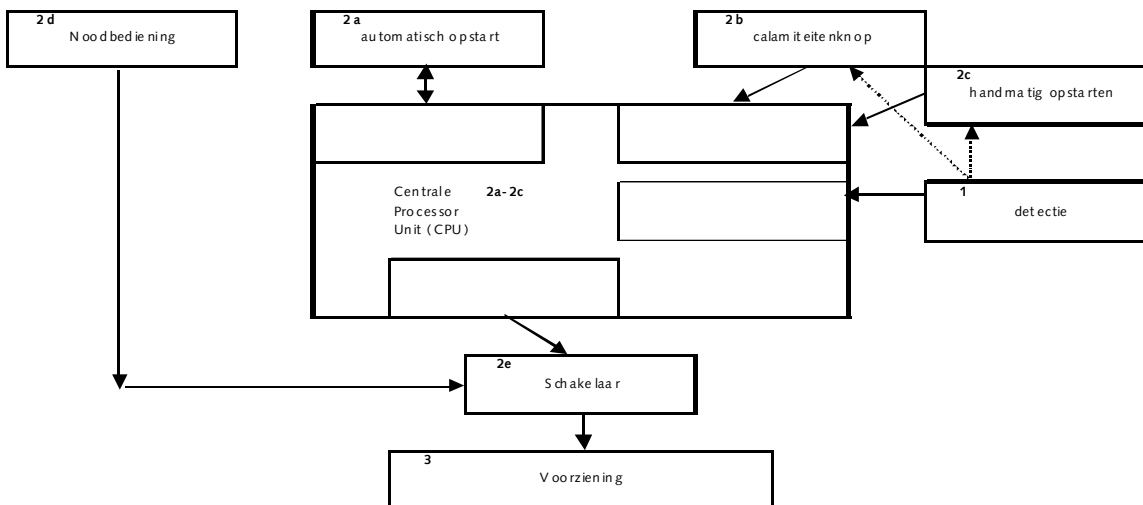 2d
Noodbediening
2a
automatisch opstart
2b
calamiteitenknop
2c
handmatig opstarten
Centrale 2a-2c
Processor
Unit (CPU)
1
detectie
2e
Schakelaar
3
Voorziening